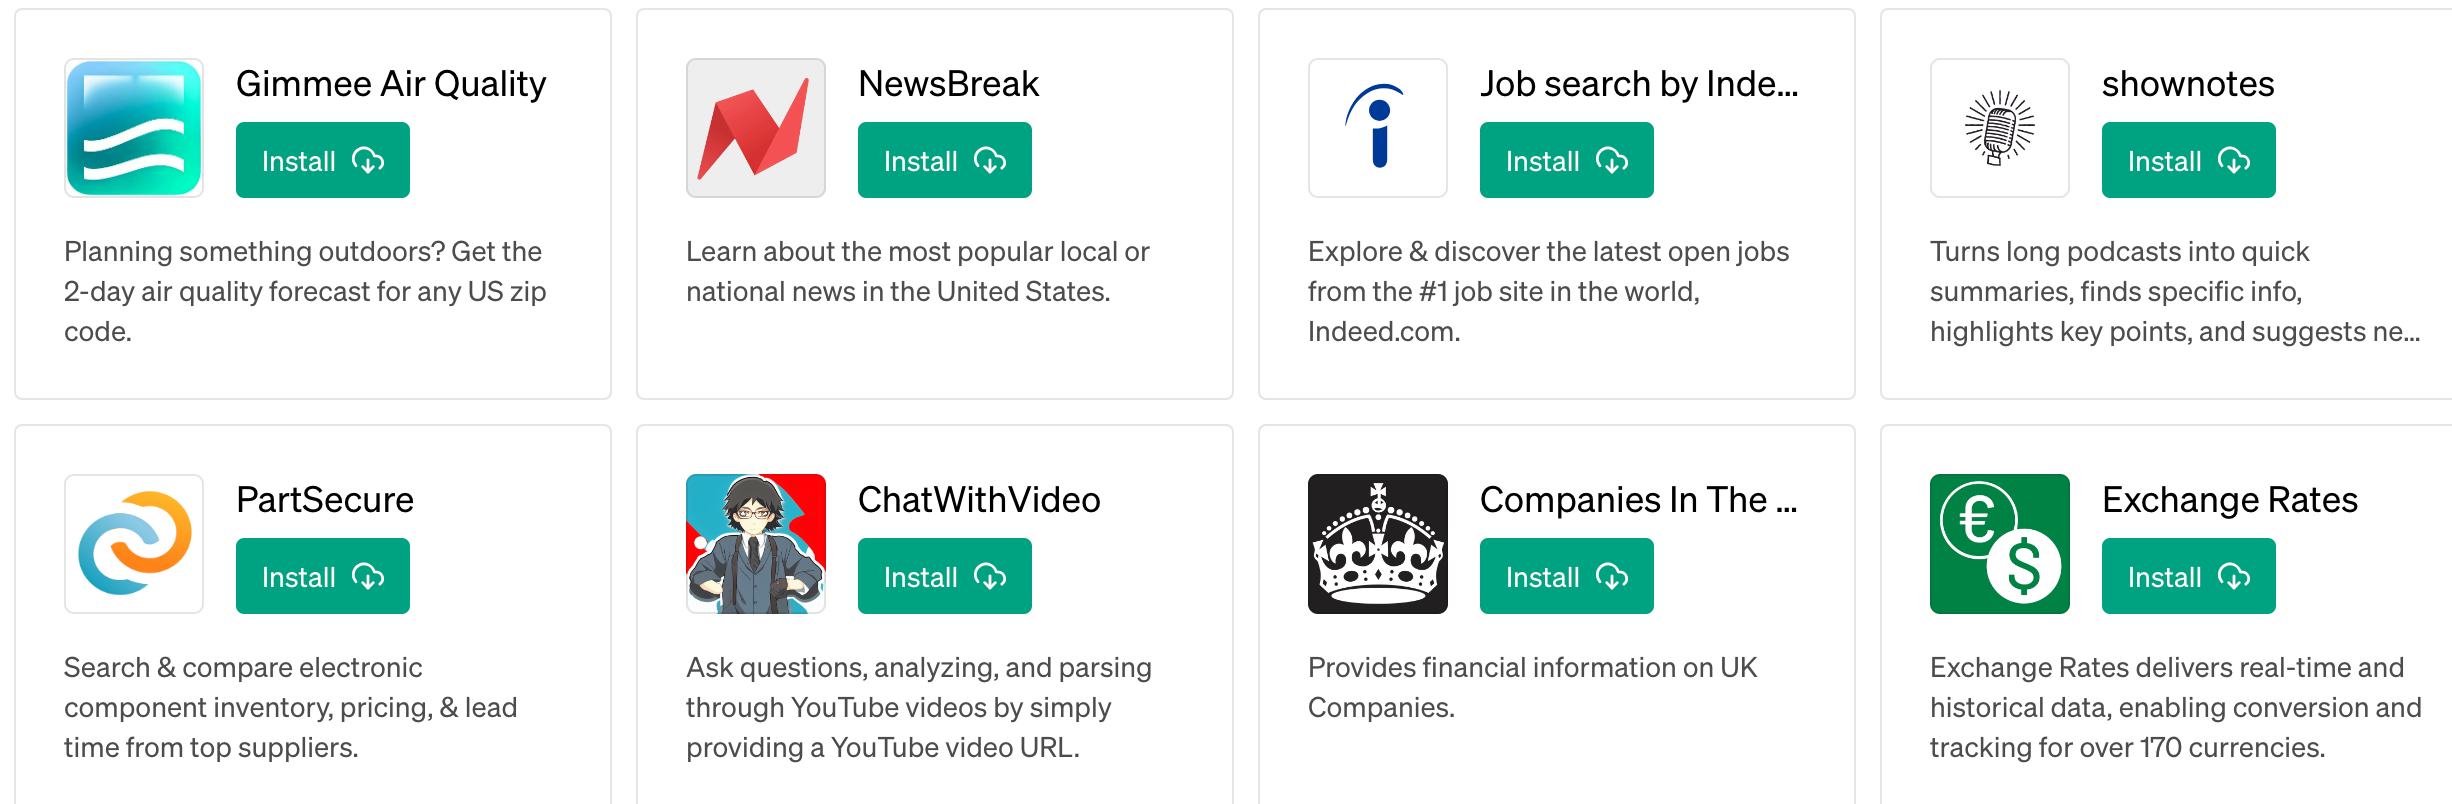 Gimmee Air Quality
Install
Planning something outdoors? Get the
2-day air quality forecast for any US zip
code.
NewsBreak
Install
Learn about the most popular local or
national news in the United States.
Job search by Inde...
Install
Explore & discover the latest open jobs
from the #1 job site in the world,
Indeed.com.
shownotes
Install
Turns long podcasts into quick
summaries, finds specific info,
highlights key points, and suggests ne...
PartSecure
Install
Search & compare electronic
component inventory, pricing, & lead
time from top suppliers.
ChatWithVideo
Install
Ask questions, analyzing, and parsing
through YouTube videos by simply
providing a YouTube video URL.
Companies In The ...
Install
Provides financial information on UK
Companies.
€
$
Exchange Rates
Install
Exchange Rates delivers real-time and
historical data, enabling conversion and
tracking for over 170 currencies.